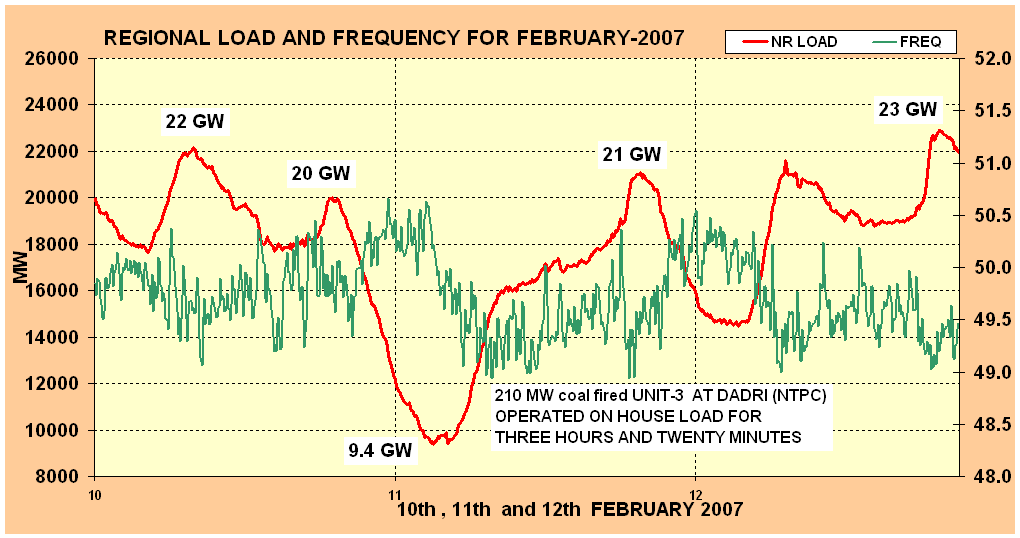 REGIONAL LOAD AND FREQUENCY FOR FEBRUARY-2007
NR LOAD
FREQ
26000
24000
22000
20000
18000
16000
14000
12000
10000
8000
MW
52.0
51.5
51.0
50.5
50.0
49.5
49.0
48.5
48.0
22 GW
20 GW
9.4 GW
21 GW
23 GW
210 MW coal fired UNIT-3 AT DADRI (NTPC)
OPERATED ON HOUSE LOAD FOR
THREE HOURS AND TWENTY MINUTES
10
11
12
10th , 11th and 12th FEBRUARY 2007